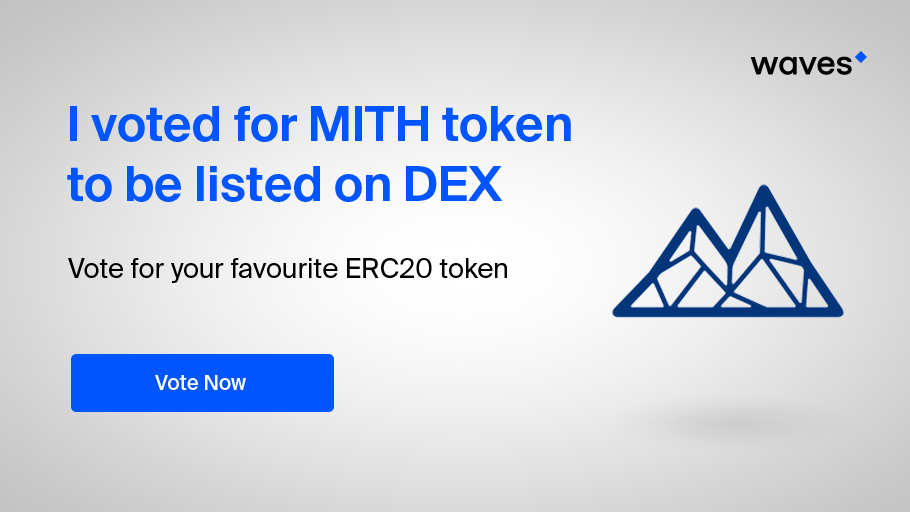 waves
I voted for MITH token
to be listed on DEX
Vote for your favourite ERC20 token
Vote Now